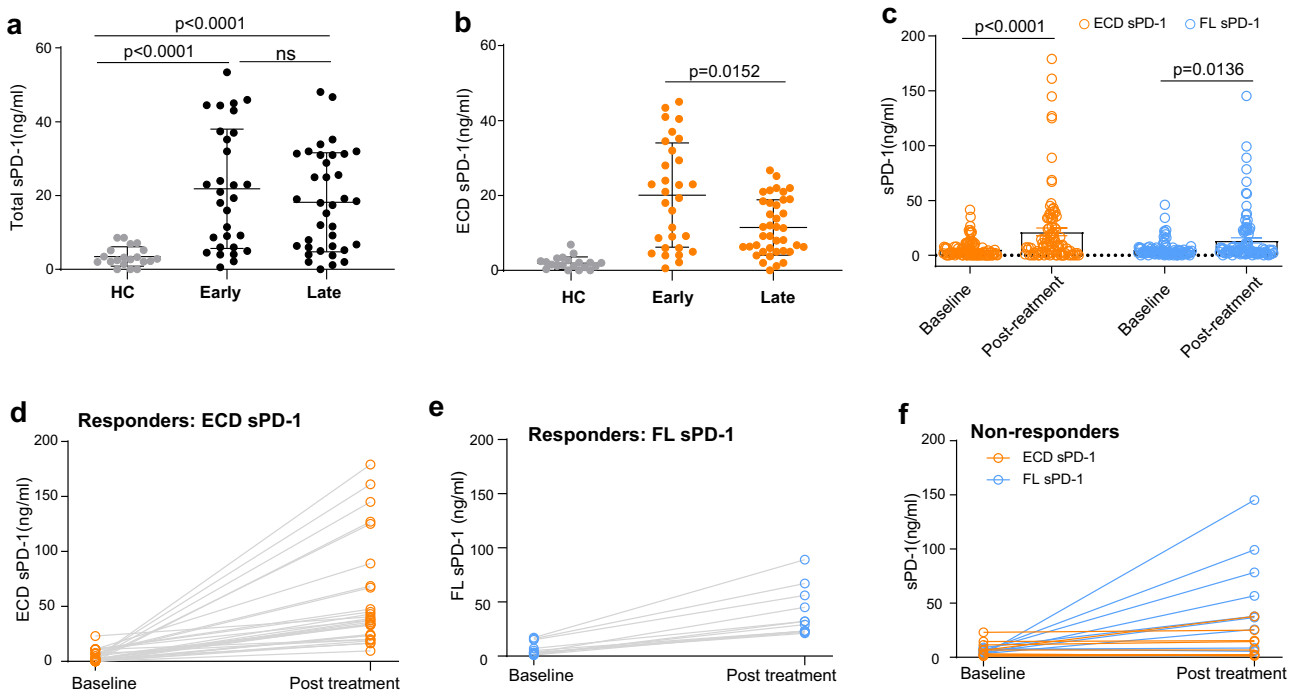 a
p<0.0001
p<0.0001
ns
Total sPD-1(ng/ml)
60
40
20
0
HC
Early
Late
b
p=0.0152
ECD sPD-1(ng/ml)
60
40
20
0
HC
Early
Late
c
ECD sPD-1
FL sPD-1
p<0.0001
p=0.0136
sPD-1(ng/ml)
200
150
100
50
0
Baseline
Post-reatment
Baseline
Post-reatment
d
Responders: ECD sPD-1
ECD sPD-1(ng/ml)
200
150
100
50
0
Baseline
Post treatment
e
Responders: FL sPD-1
FL sPD-1 (ng/ml)
200
150
100
50
0
Baseline
Post treatment
f
Non-responders
ECD sPD-1
FL sPD-1
sPD-1(ng/ml)
200
150
100
50
0
Baseline
Post treatment